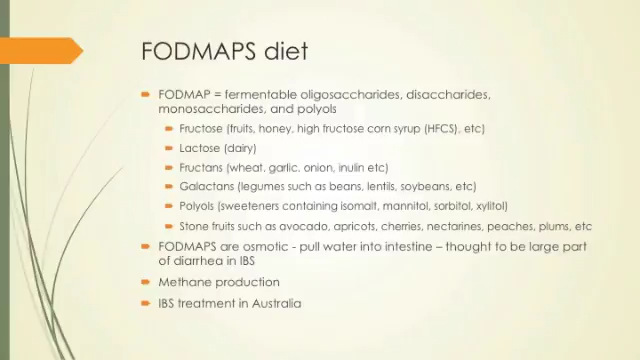 FODMAPS diet
FODMAP = fermentable oligosaccharides, disaccharides,
monosaccharides, and polyols
Fructose (fruits, honey, high fructose corn syrup (HFCS), etc)
Lactose (dairy)
Fructans (wheat, garlic, onion, inulin etc)
Galactans (legumes such as beans, lentils, soybeans, etc)
Polyols (sweeteners containing isomalt, mannitol, sorbitol, xylitol)
Stone fruits such as avocado, apricots, cherries, nectarines, peaches, plums, etc
FODMAPS are osmotic - pull water into intestine – thought to be large part
of diarrhea in IBS
Methane production
IBS treatment in Australia